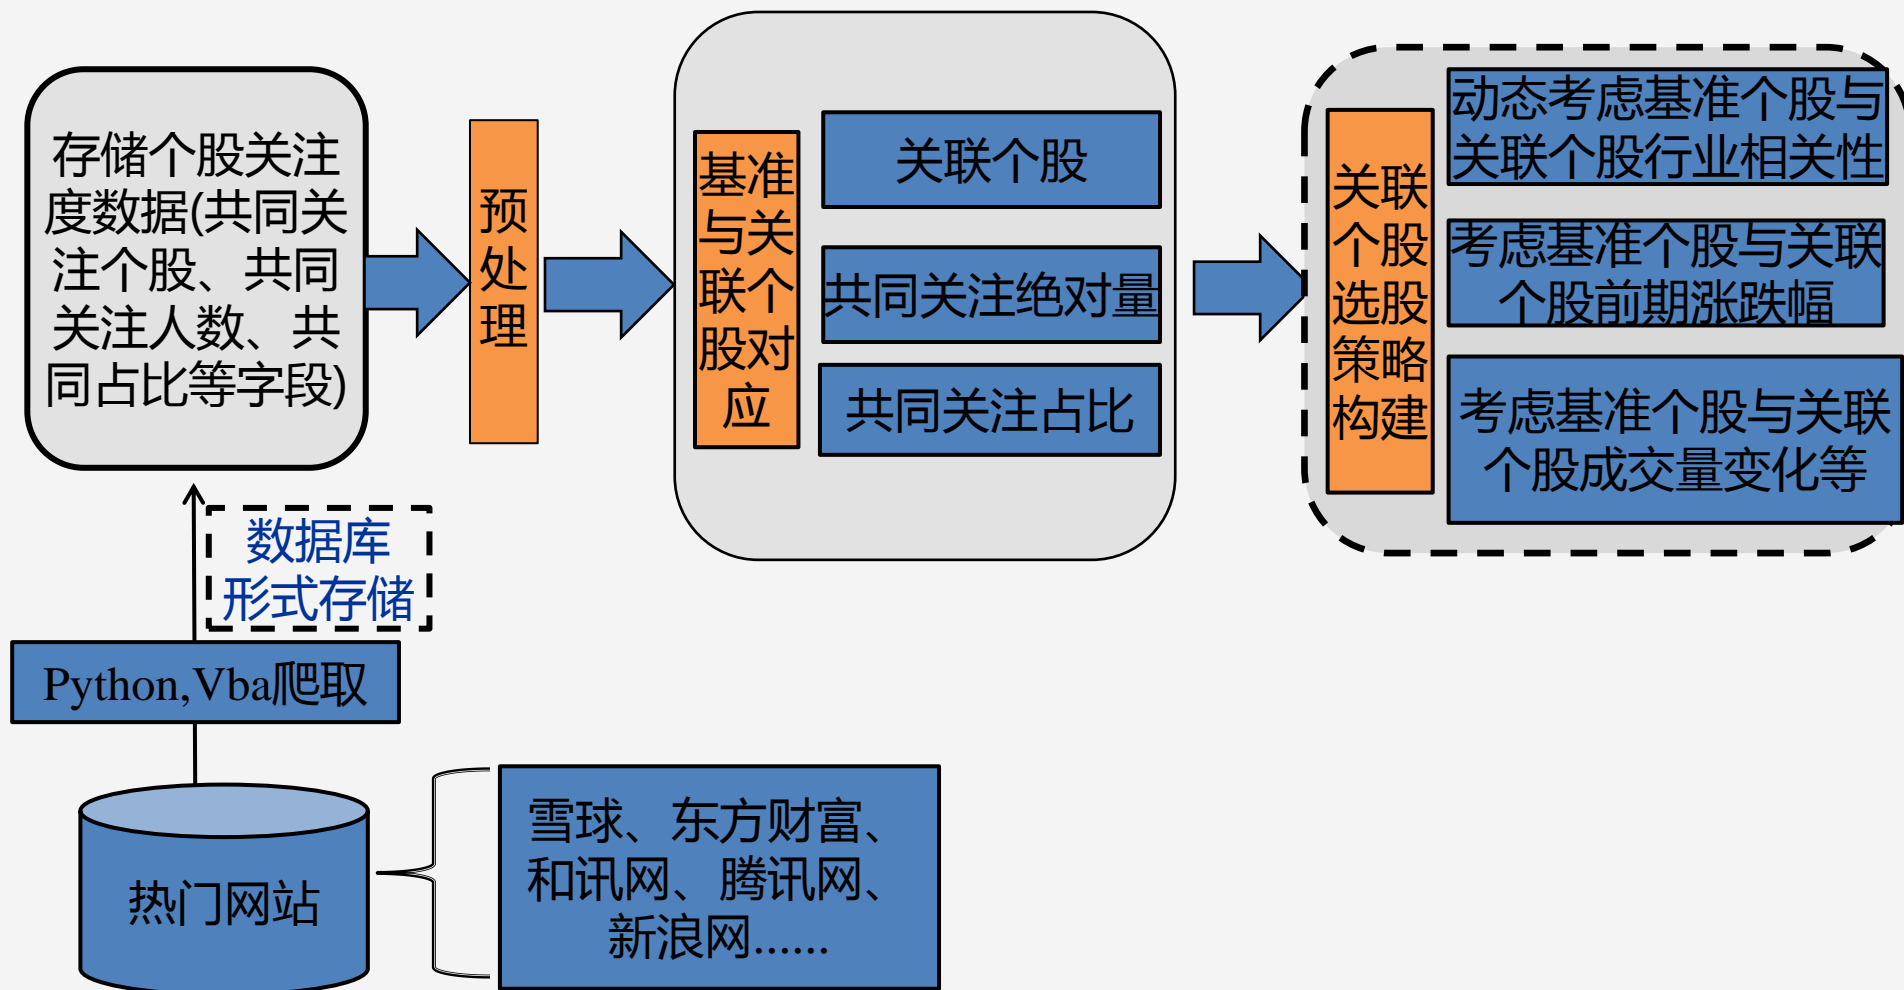 存储个股关注
度数据(共同关
注个股、共同
关注人数、共
同占比等字段)
预
处
理
基准
与关
联个
股对
应
关联个股
共同关注绝对量
共同关注占比
关联
个股
选股
策略
构建
动态考虑基准个股与
关联个股行业相关性
考虑基准个股与关联
个股前期涨跌幅
考虑基准个股与关联
个股成交量变化等
数据库
形式存储
Python,Vba爬取
热门网站
雪球、东方财富、
和讯网、腾讯网、
新浪网......